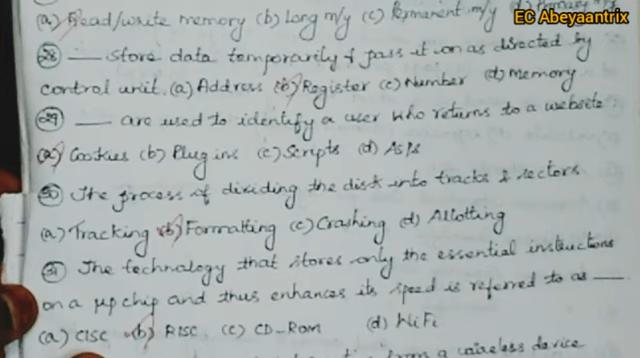 (a) Read/write memory (b) Long m/y (c) Permanent m/y (d) Primary m/y
EC Abeyaantrix
(28) ___ store data temporarily & pass it on as directed by
control unit. (a) Address (b) Register (c) Number (d) Memory
(29) ___ are used to identify a user who returns to a website
(a) Cookies (b) Plug ins (c) Scripts (d) ASPs
(30) The process of dividing the disk into tracks & sectors
(a) Tracking (b) Formatting (c) Crashing (d) Allotting
(31) The technology that stores only the essential instructions
on a μp chip and thus enhances its speed is referred to as ___
(a) CISC (b) RISC (c) CD-ROM (d) WiFi
from a wireless device